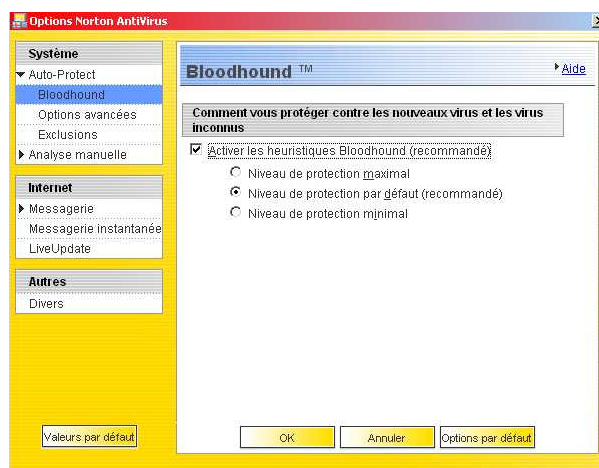 Options Norton AntiVirus
Système
Auto-Protect
Bloodhound
Options avancées
Exclusions
Analyse manuelle
Internet
Messagerie
Messagerie instantanée
LiveUpdate
Autres
Divers
Valeurs par défaut
Bloodhound TM
Aide
Comment vous protéger contre les nouveaux virus et les virus
inconnus
Activer les heuristiques Bloodhound (recommandé)
Niveau de protection maximal
Niveau de protection par défaut (recommandé)
Niveau de protection minimal
OK
Annuler
Options par défaut